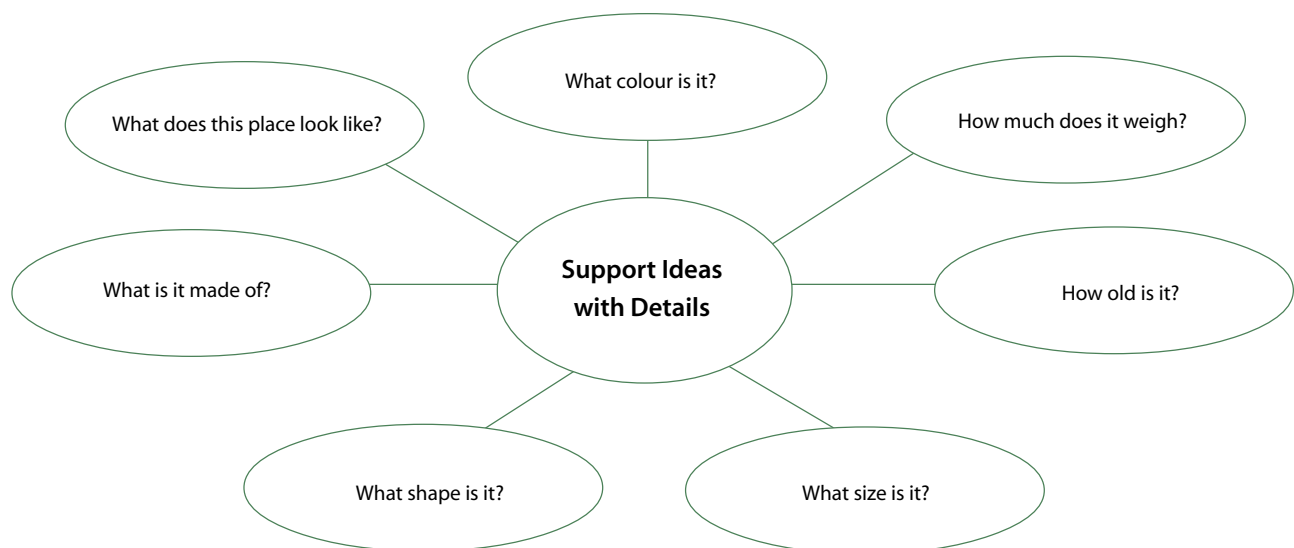 What colour is it?
What does this place look like?
How much does it weigh?
Support Ideas
with Details
What is it made of?
How old is it?
What shape is it?
What size is it?